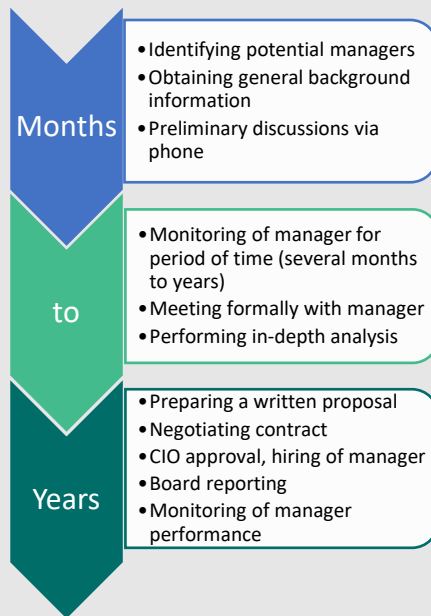 Months
•Identifying potential managers
•Obtaining general background
information
•Preliminary discussions via
phone
to
•Monitoring of manager for
period of time (several months
to years)
•Meeting formally with manager
•Performing in-depth analysis
Years
•Preparing a written proposal
•Negotiating contract
•CIO approval, hiring of manager
•Board reporting
•Monitoring of manager
performance